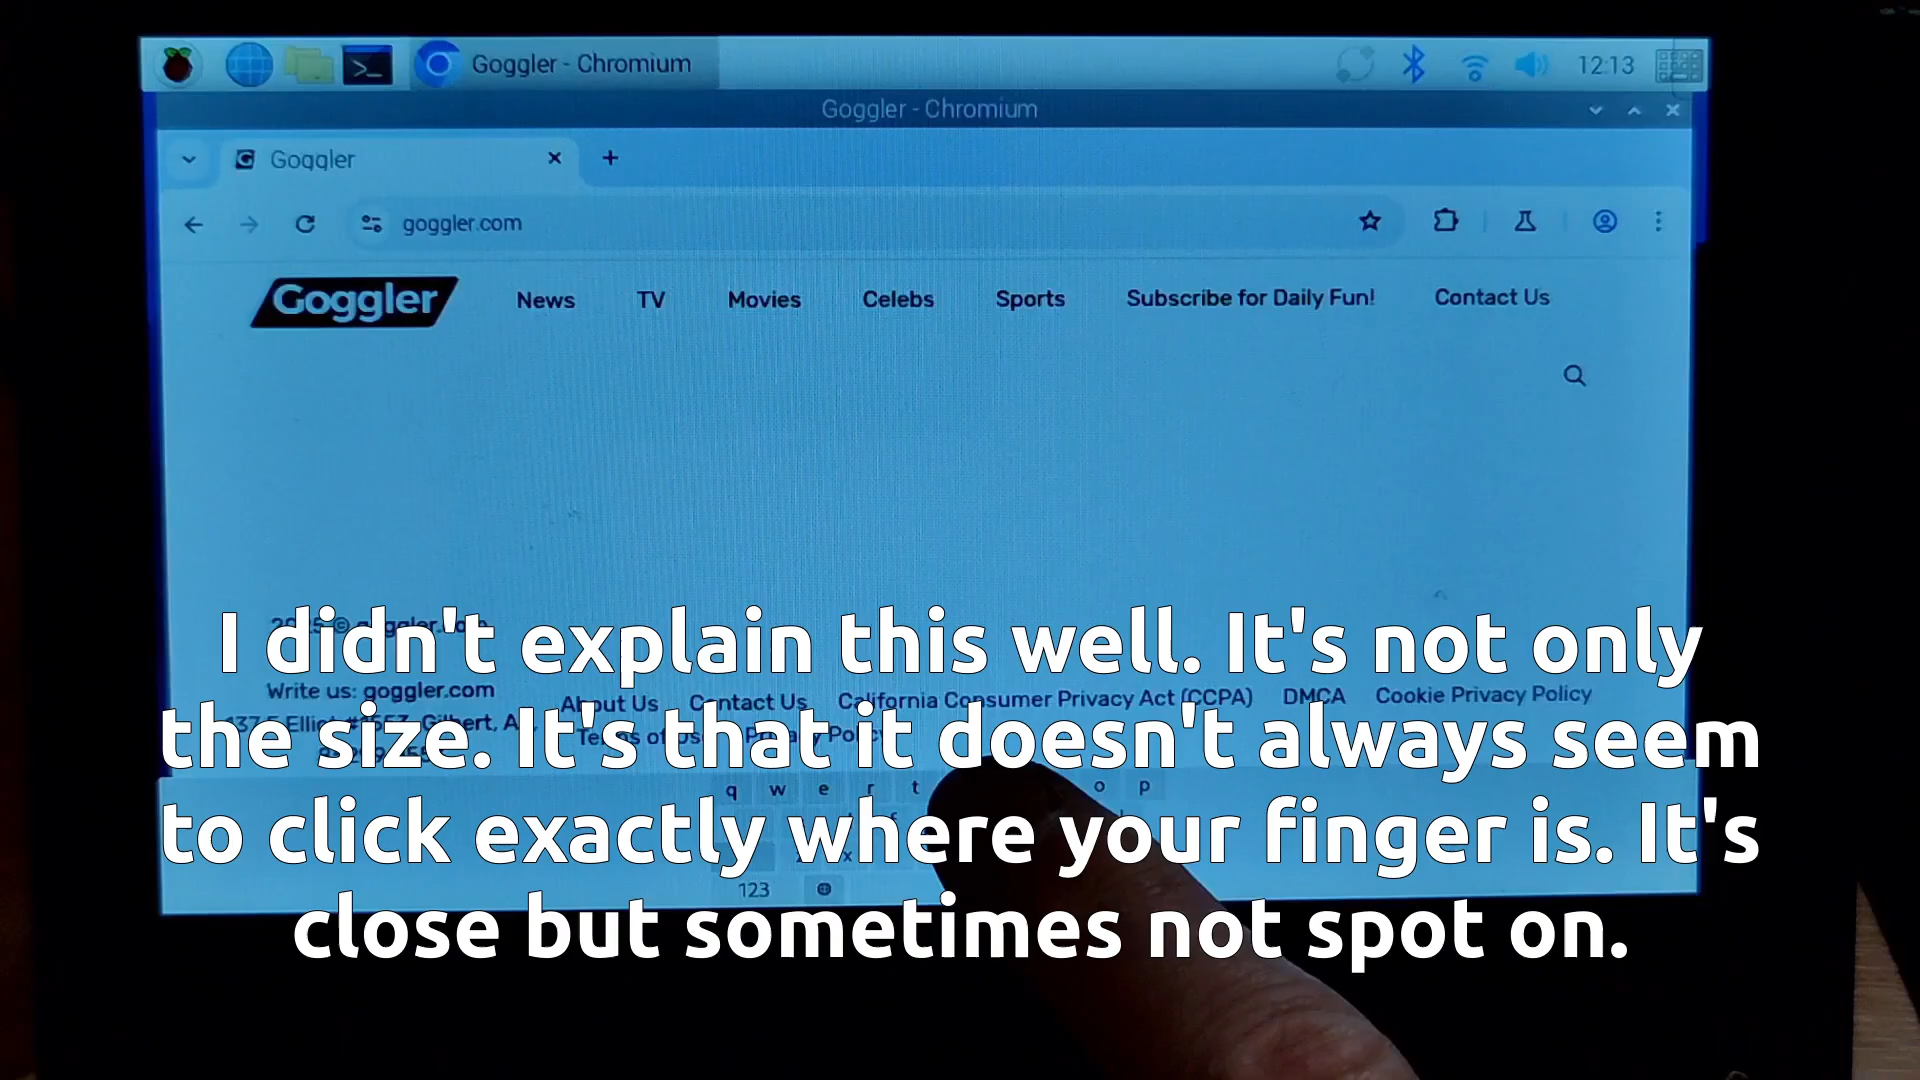 Goggler - Chromium
12:13
Goggler - Chromium
Goggler
goggler.com
Goggler News TV Movies Celebs Sports Subscribe for Daily Fun! Contact Us
I didn't explain this well. It's not only
the size. It's that it doesn't always seem
to click exactly where your finger is. It's
close but sometimes not spot on.
Write us: goggler.com
About Us Contact Us California Consumer Privacy Act (CCPA) DMCA Cookie Privacy Policy
q w e r t o p
123